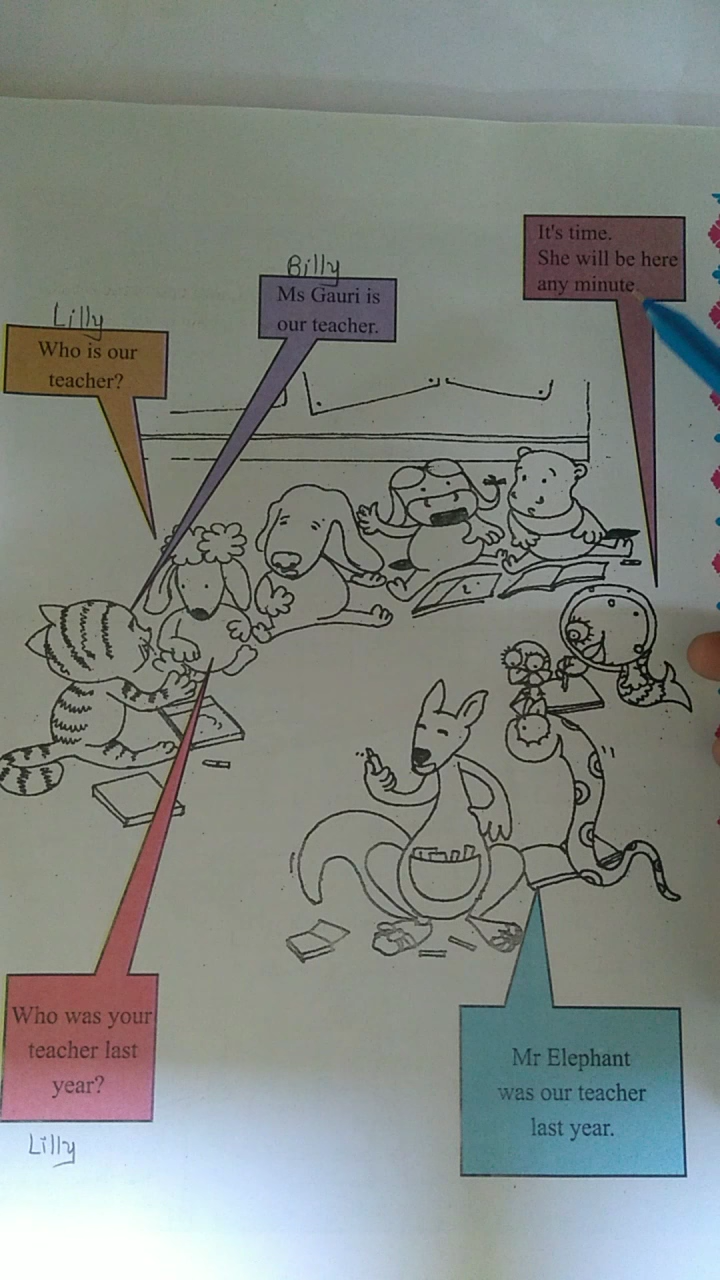 Lilly
Who is our
teacher?
Billy
Ms Gauri is
our teacher.
It's time.
She will be here
any minute.
Who was your
teacher last
year?
Lilly
Mr Elephant
was our teacher
last year.